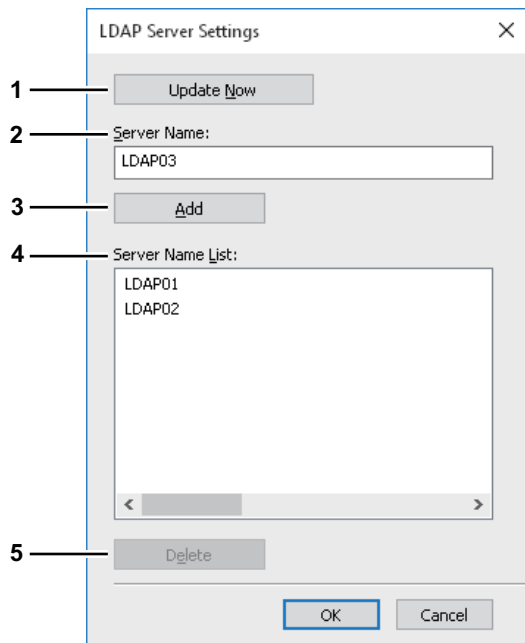 LDAP Server Settings
1 Update Now
2 Server Name:
LDAP03
3 Add
4 Server Name List:
LDAP01
LDAP02
5 Delete
OK Cancel